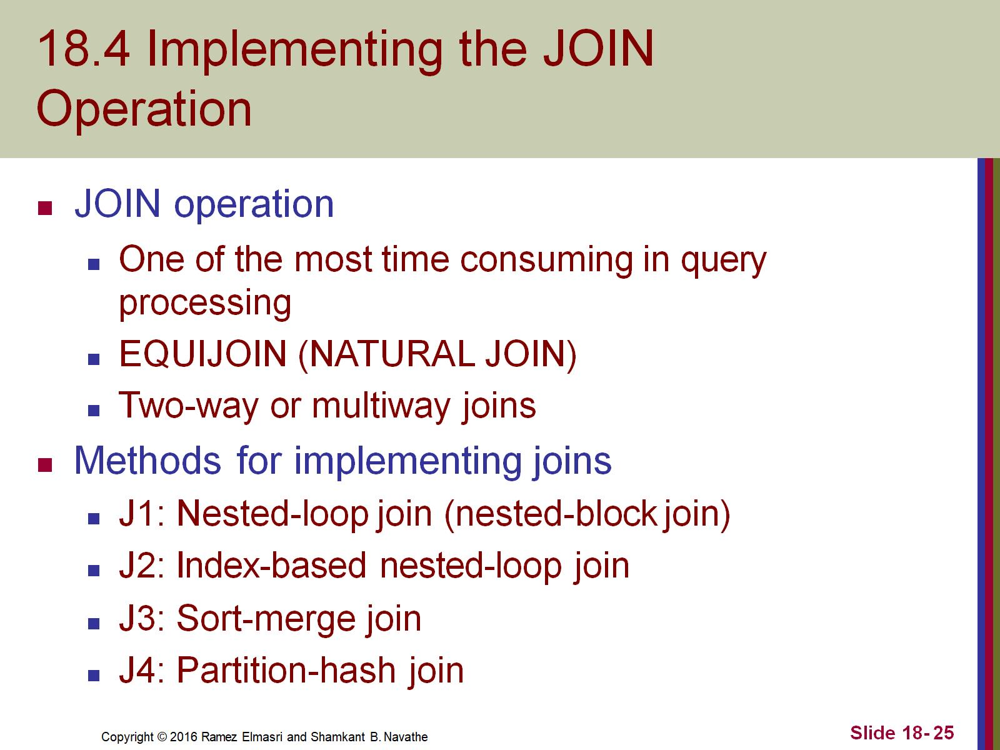 18.4 Implementing the JOIN
Operation
JOIN operation
One of the most time consuming in query
processing
EQUIJOIN (NATURAL JOIN)
Two-way or multiway joins
Methods for implementing joins
J1: Nested-loop join (nested-block join)
J2: Index-based nested-loop join
J3: Sort-merge join
J4: Partition-hash join
Copyright © 2016 Ramez Elmasri and Shamkant B. Navathe
Slide 18- 25